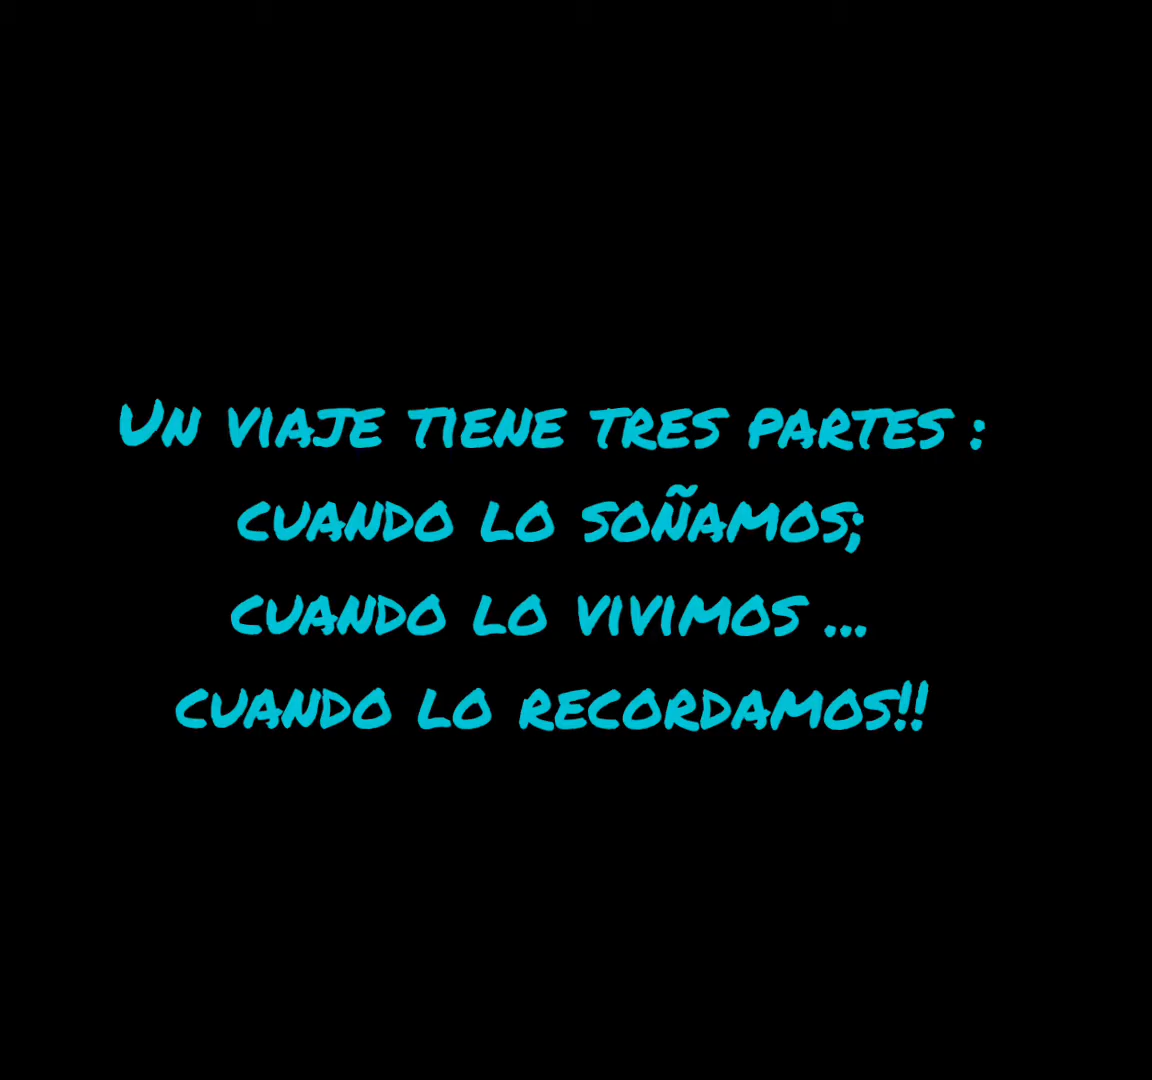 Un viaje tiene tres partes :
cuando lo soñamos;
cuando lo vivimos ...
cuando lo recordamos!!